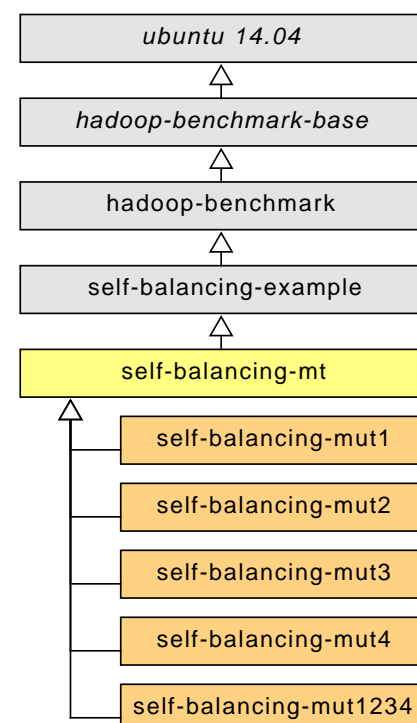 ubuntu 14.04
hadoop-benchmark-base
hadoop-benchmark
self-balancing-example
self-balancing-mt
self-balancing-mut1
self-balancing-mut2
self-balancing-mut3
self-balancing-mut4
self-balancing-mut1234